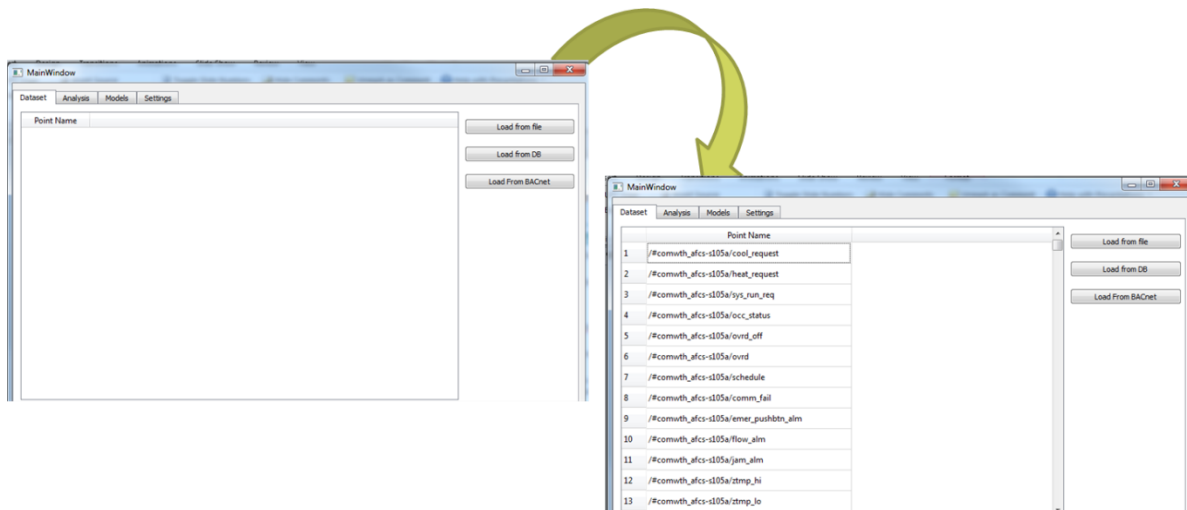 MainWindow
Dataset Analysis Models Settings
Point Name
Load from file
Load from DB
Load From BACnet
MainWindow
Dataset Analysis Models Settings
Point Name
Load from file
Load from DB
Load From BACnet
1 /#comwth_afcs-s105a/cool_request
2 /#comwth_afcs-s105a/heat_request
3 /#comwth_afcs-s105a/sys_run_req
4 /#comwth_afcs-s105a/occ_status
5 /#comwth_afcs-s105a/ovrd_off
6 /#comwth_afcs-s105a/ovrd
7 /#comwth_afcs-s105a/schedule
8 /#comwth_afcs-s105a/comm_fail
9 /#comwth_afcs-s105a/emer_pushbtn_alm
10 /#comwth_afcs-s105a/flow_alm
11 /#comwth_afcs-s105a/jam_alm
12 /#comwth_afcs-s105a/ztmp_hi
13 /#comwth_afcs-s105a/ztmp_lo